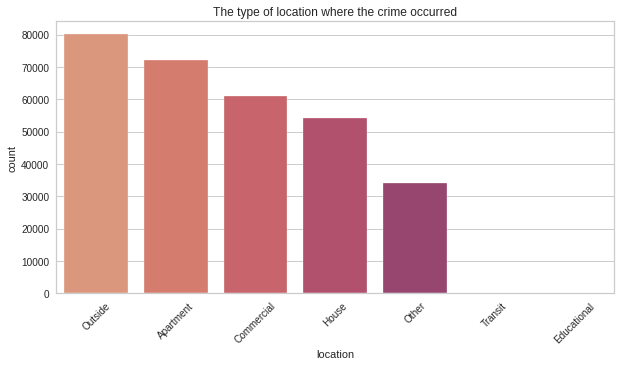 The type of location where the crime occurred
80000
70000
60000
50000
40000
30000
20000
10000
0
count
Outside
Apartment
Commercial
House
Other
Transit
Educational
location